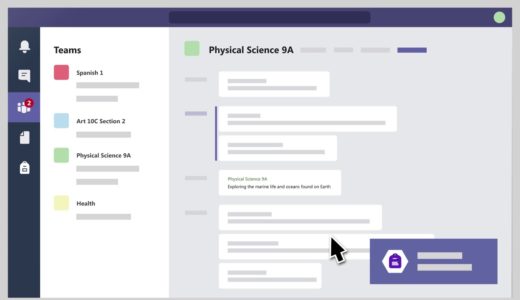 Teams
Physical Science 9A
Spanish 1
2
Art 10C Section 2
Physical Science 9A
Physical Science 9A
Exploring the marine life and oceans found on Earth
Health